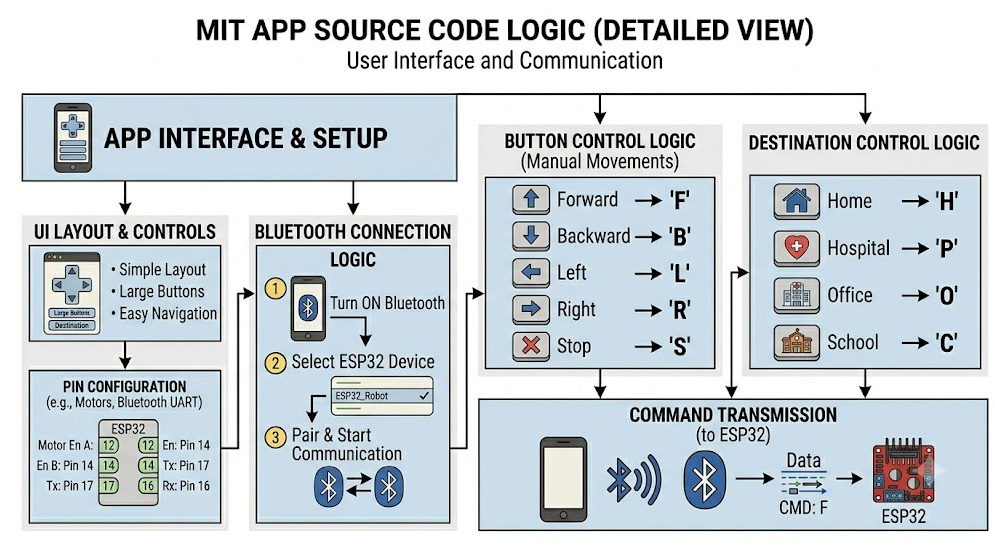 MIT APP SOURCE CODE LOGIC (DETAILED VIEW)
User Interface and Communication
APP INTERFACE & SETUP
UI LAYOUT & CONTROLS
• Simple Layout
• Large Buttons
• Easy Navigation
Large Buttons
Destination
PIN CONFIGURATION
(e.g., Motors, Bluetooth UART)
ESP32
Motor En A: 12 12 En: Pin 14
En B: Pin 14 14 14 Tx: Pin 17
Tx: Pin 17 17 16 Rx: Pin 16
BLUETOOTH CONNECTION
LOGIC
1 Turn ON Bluetooth
2 Select ESP32 Device
ESP32_Robot
3 Pair & Start
Communication
BUTTON CONTROL LOGIC
(Manual Movements)
Forward 'F'
Backward 'B'
Left 'L'
Right 'R'
Stop 'S'
DESTINATION CONTROL LOGIC
Home 'H'
Hospital 'P'
Office 'O'
School 'C'
COMMAND TRANSMISSION
(to ESP32)
Data
CMD: F
ESP32